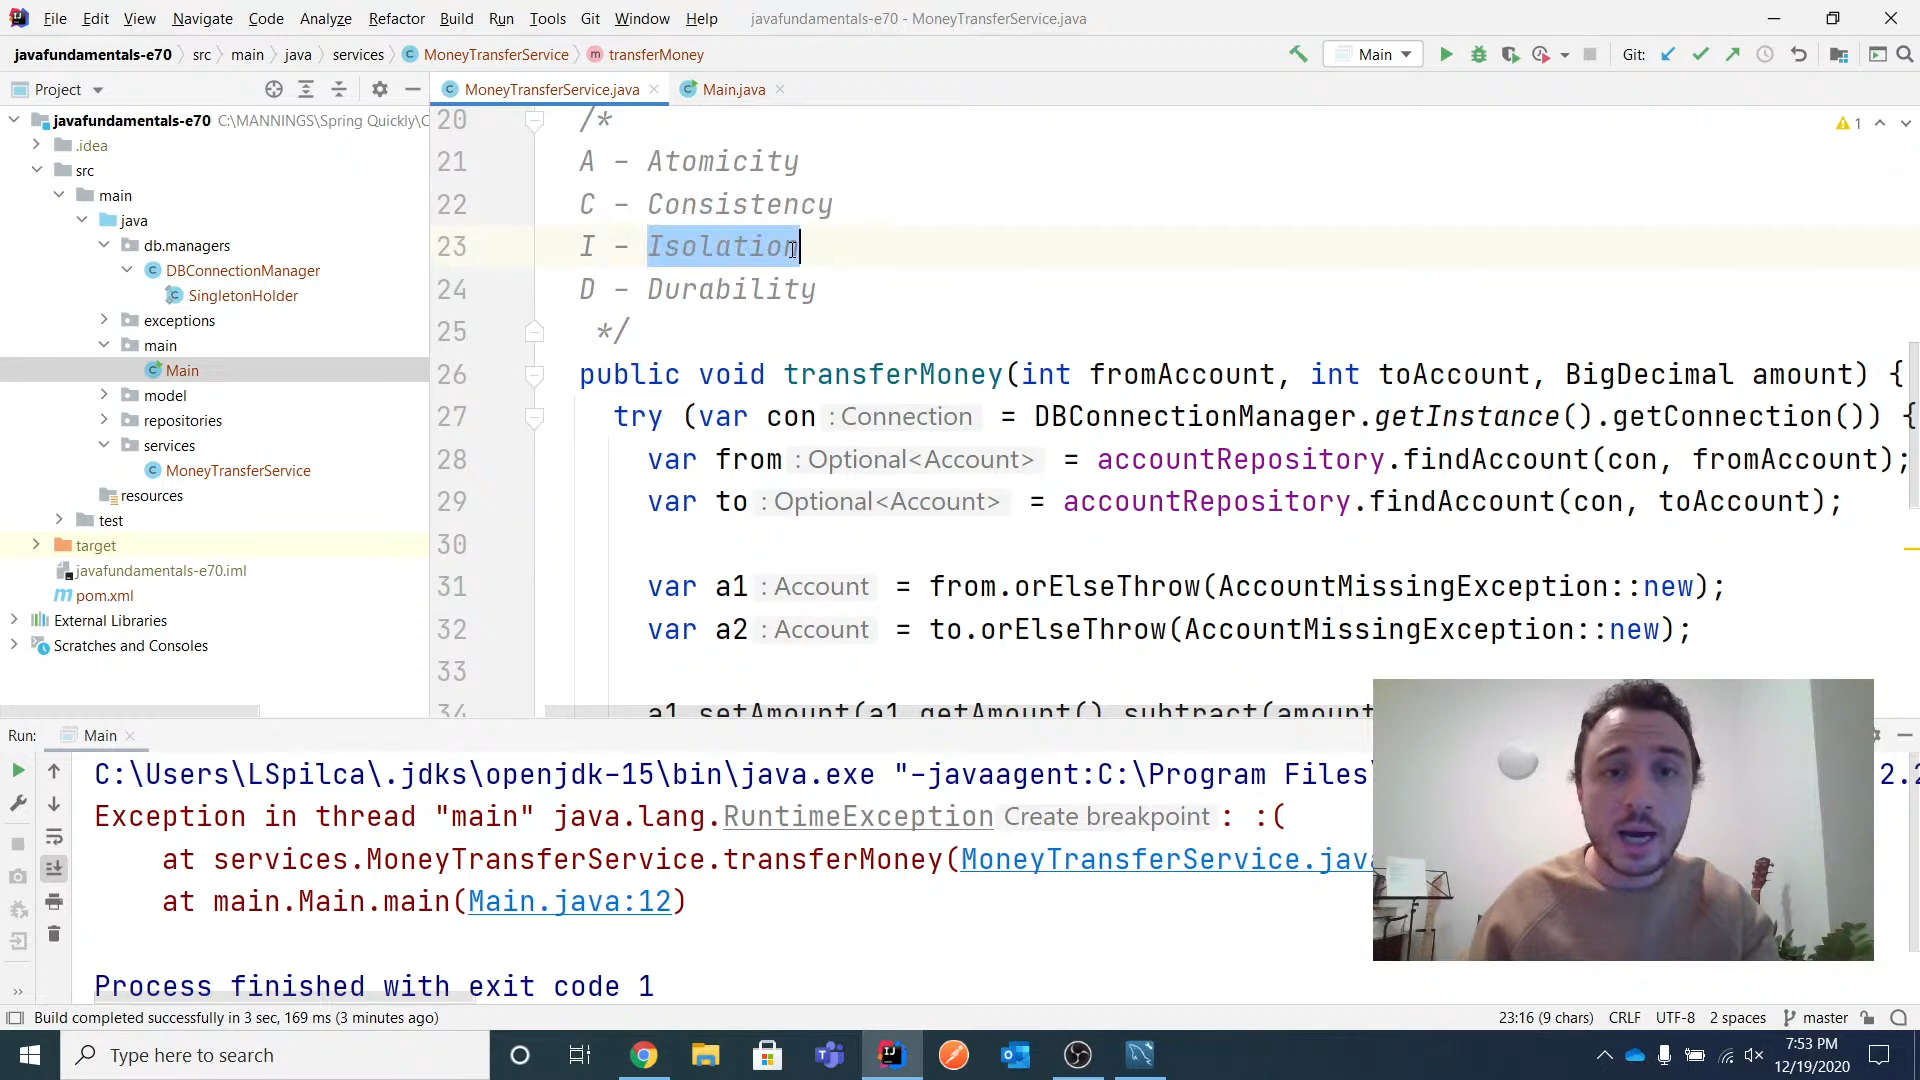 File Edit View Navigate Code Analyze Refactor Build Run Tools Git Window Help javafundamentals-e70 - MoneyTransferService.java
javafundamentals-e70 src main java services MoneyTransferService transferMoney Main Git:
Project
MoneyTransferService.java Main.java
javafundamentals-e70 C:\MANNINGS\Spring Quickly\C
.idea
src
main
java
db.managers
DBConnectionManager
SingletonHolder
exceptions
main
Main
model
repositories
services
MoneyTransferService
resources
test
target
javafundamentals-e70.iml
pom.xml
External Libraries
Scratches and Consoles
1
20 /*
21 A - Atomicity
22 C - Consistency
23 I - Isolation
24 D - Durability
25 */
26 public void transferMoney(int fromAccount, int toAccount, BigDecimal amount) {
27 try (var con : Connection = DBConnectionManager.getInstance().getConnection()) {
28 var from : Optional<Account> = accountRepository.findAccount(con, fromAccount);
29 var to : Optional<Account> = accountRepository.findAccount(con, toAccount);
30
31 var a1 : Account = from.orElseThrow(AccountMissingException::new);
32 var a2 : Account = to.orElseThrow(AccountMissingException::new);
33
34 a1.setAmount(a1.getAmount().subtract(amount
Run: Main
C:\Users\LSpilca\.jdks\openjdk-15\bin\java.exe "-javaagent:C:\Program Files\ 2.2
Exception in thread "main" java.lang.RuntimeException Create breakpoint : :(
at services.MoneyTransferService.transferMoney(MoneyTransferService.java
at main.Main.main(Main.java:12)
Process finished with exit code 1
Build completed successfully in 3 sec, 169 ms (3 minutes ago) 23:16 (9 chars) CRLF UTF-8 2 spaces master
Type here to search
7:53 PM
12/19/2020